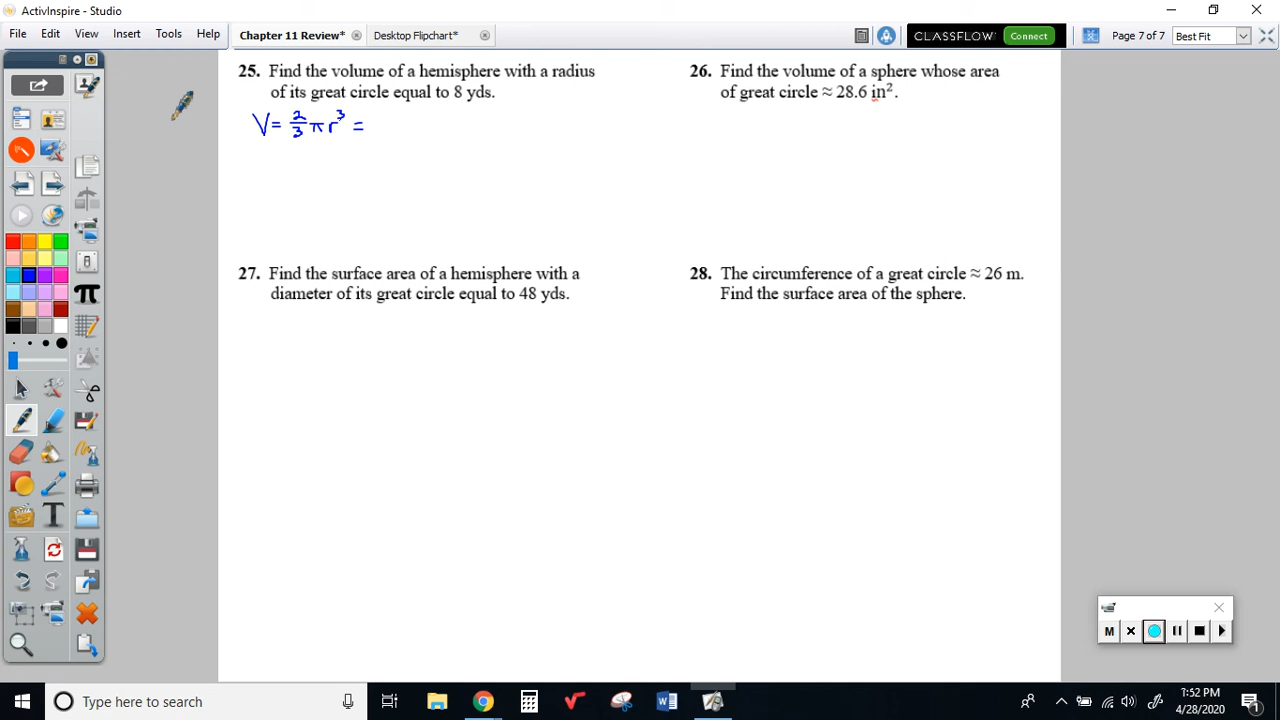 ActivInspire - Studio
File Edit View Insert Tools Help
Chapter 11 Review*
Desktop Flipchart*
CLASSFLOW
Connect
Page 7 of 7
Best Fit
25. Find the volume of a hemisphere with a radius
of its great circle equal to 8 yds.
V = 2/3 π r³ =
26. Find the volume of a sphere whose area
of great circle ≈ 28.6 in².
27. Find the surface area of a hemisphere with a
diameter of its great circle equal to 48 yds.
28. The circumference of a great circle ≈ 26 m.
Find the surface area of the sphere.
M
Type here to search
7:52 PM
4/28/2020